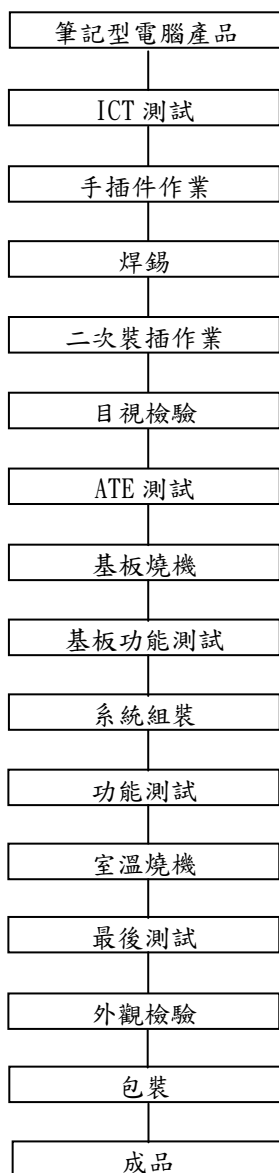 筆記型電腦產品
ICT 測試
手插件作業
焊錫
二次裝插作業
目視檢驗
ATE 測試
基板燒機
基板功能測試
系統組裝
功能測試
室溫燒機
最後測試
外觀檢驗
包裝
成品